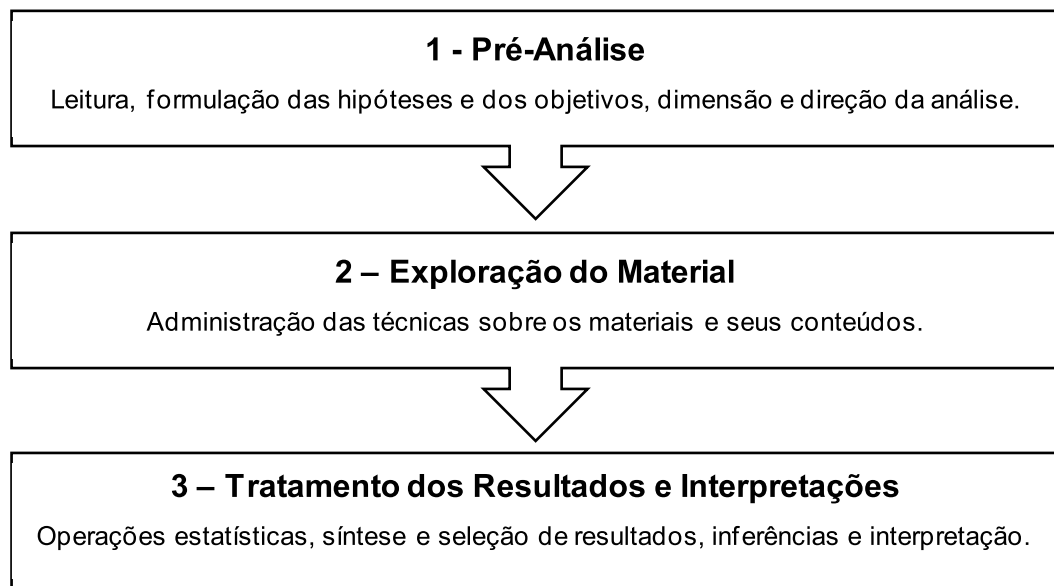 1 - Pré-Análise
Leitura, formulação das hipóteses e dos objetivos, dimensão e direção da análise.
2 – Exploração do Material
Administração das técnicas sobre os materiais e seus conteúdos.
3 – Tratamento dos Resultados e Interpretações
Operações estatísticas, síntese e seleção de resultados, inferências e interpretação.